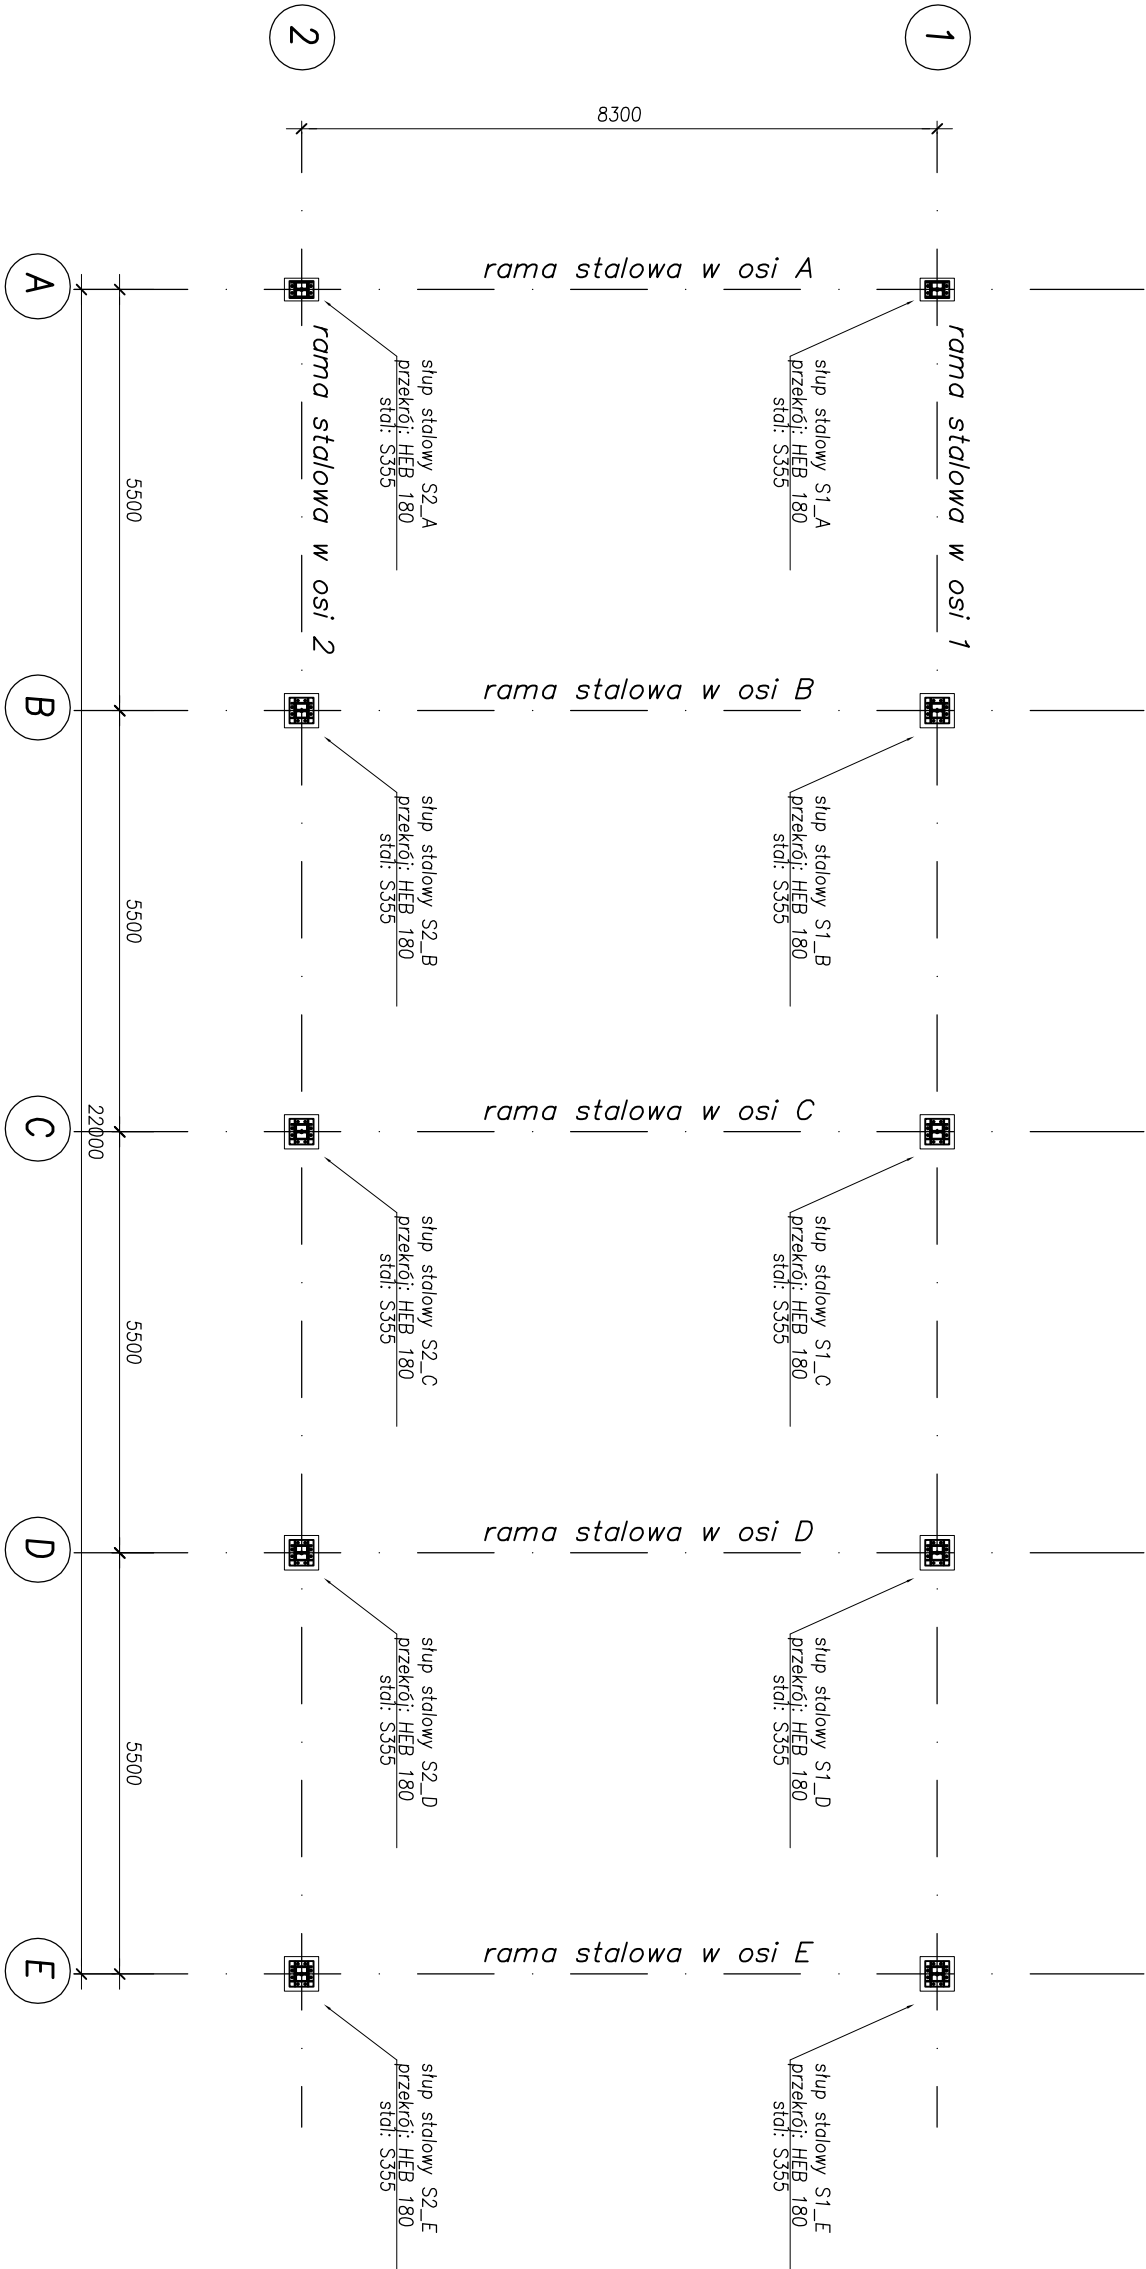 2
1
8300
rama stalowa w osi A
A
rama stalowa w osi 2
rama stalowa w osi 1
słup stalowy S2_A
przekrój: HEB 180
stal: S355
słup stalowy S1_A
przekrój: HEB 180
stal: S355
5500
rama stalowa w osi B
B
słup stalowy S2_B
przekrój: HEB 180
stal: S355
słup stalowy S1_B
przekrój: HEB 180
stal: S355
5500
rama stalowa w osi C
C
22000
słup stalowy S2_C
przekrój: HEB 180
stal: S355
słup stalowy S1_C
przekrój: HEB 180
stal: S355
5500
rama stalowa w osi D
D
słup stalowy S2_D
przekrój: HEB 180
stal: S355
słup stalowy S1_D
przekrój: HEB 180
stal: S355
5500
rama stalowa w osi E
E
słup stalowy S2_E
przekrój: HEB 180
stal: S355
słup stalowy S1_E
przekrój: HEB 180
stal: S355